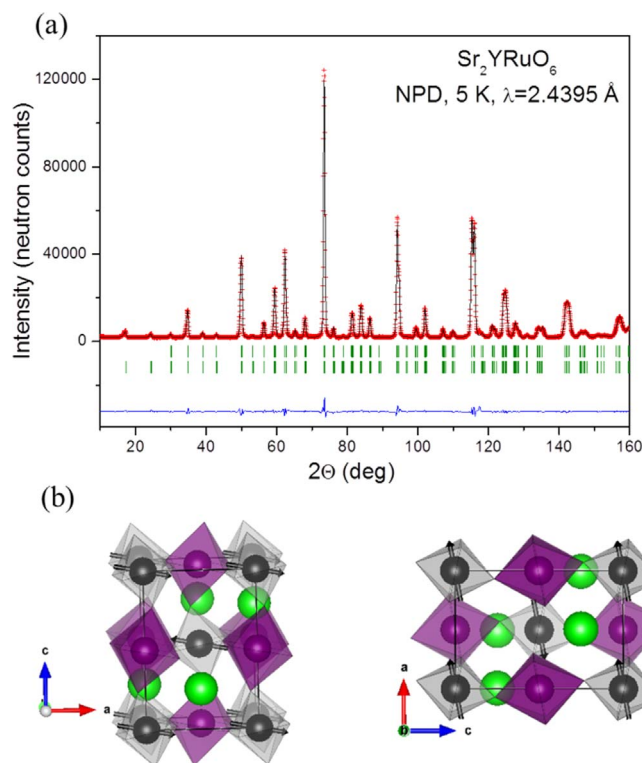 (a)
Sr₂YRuO₆
NPD, 5 K, λ=2.4395 Å
Intensity (neutron counts)
120000
80000
40000
0
20 40 60 80 100 120 140 160
2Θ (deg)
(b)
c
a
a
b
c